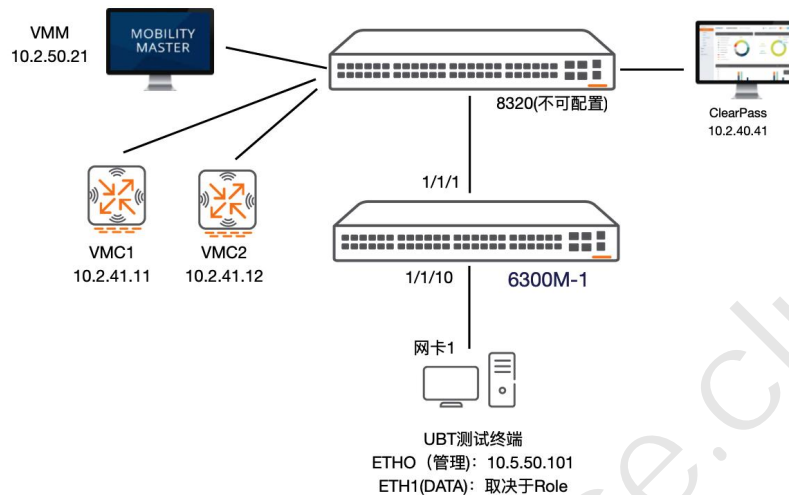 VMM
10.2.50.21
MOBILITY
MASTER
8320(不可配置)
ClearPass
10.2.40.41
1/1/1
VMC1
10.2.41.11
VMC2
10.2.41.12
1/1/10
6300M-1
网卡1
UBT测试终端
ETHO（管理）：10.5.50.101
ETH1(DATA)：取决于Role